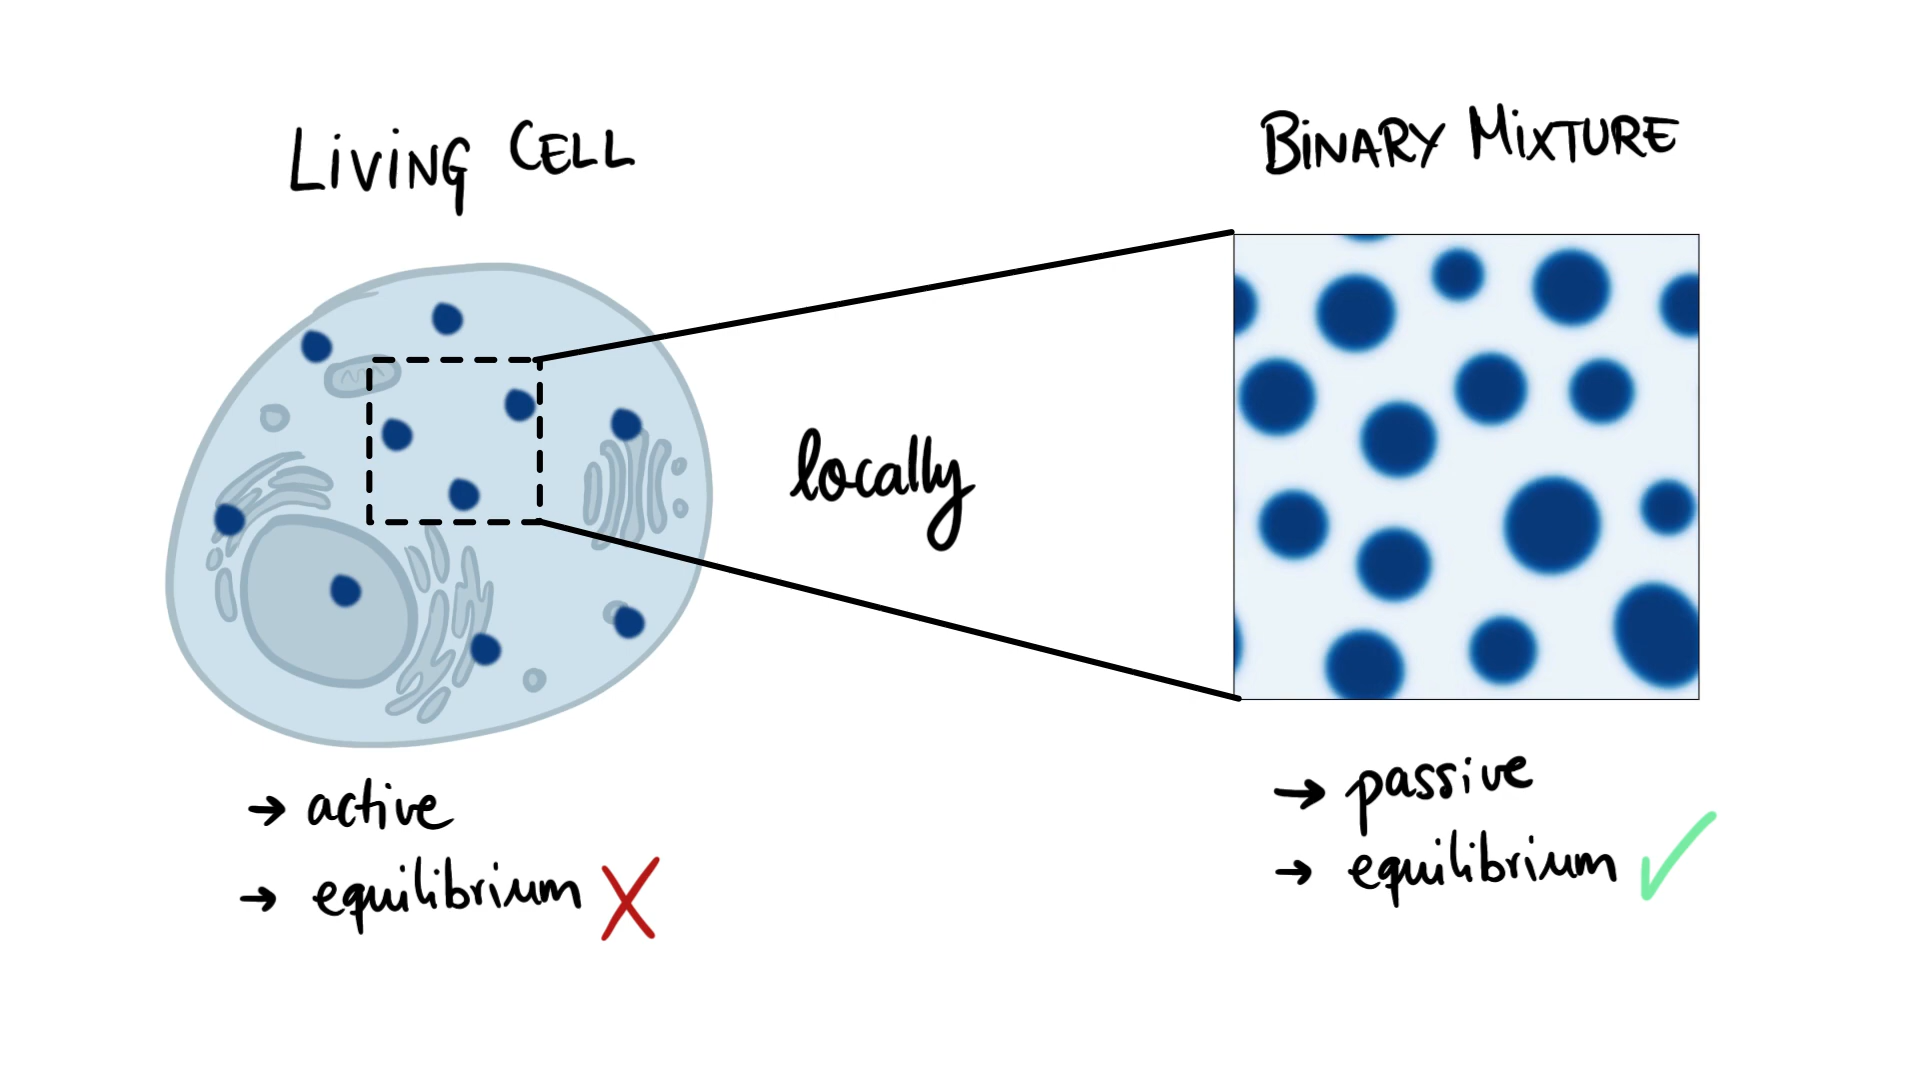 LiViNG CELL
BiNARY MiXTURE
locally
→ active
→ equilibrium X
→ passive
→ equilibrium ✓